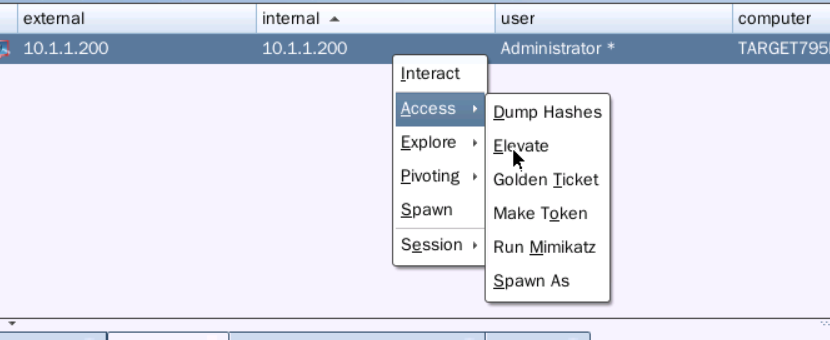 external internal user computer
10.1.1.200 10.1.1.200 Administrator * TARGET795
Interact
Access
Explore
Pivoting
Spawn
Session
Dump Hashes
Elevate
Golden Ticket
Make Token
Run Mimikatz
Spawn As